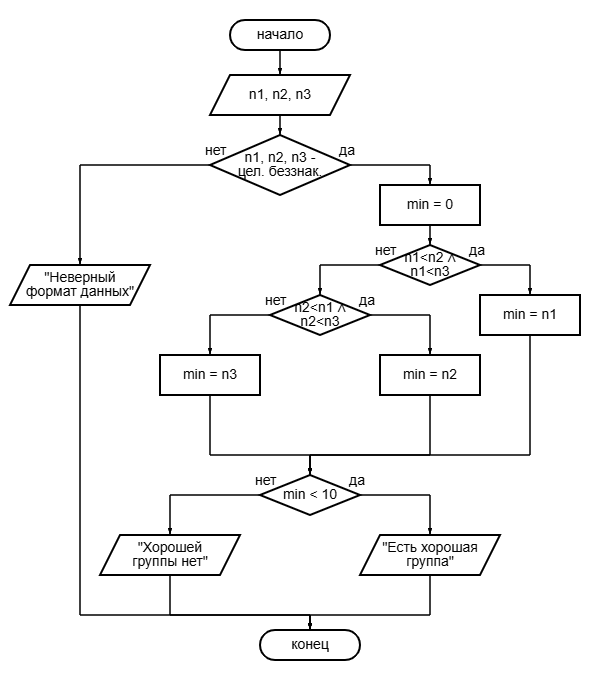 начало
n1, n2, n3
нет
да
n1, n2, n3 -
цел. беззнак.
min = 0
нет
да
n1<n2 ∧
n1<n3
"Неверный
формат данных"
нет
да
n2<n1 ∧
n2<n3
min = n1
min = n3
min = n2
нет
да
min < 10
"Хорошей
группы нет"
"Есть хорошая
группа"
конец